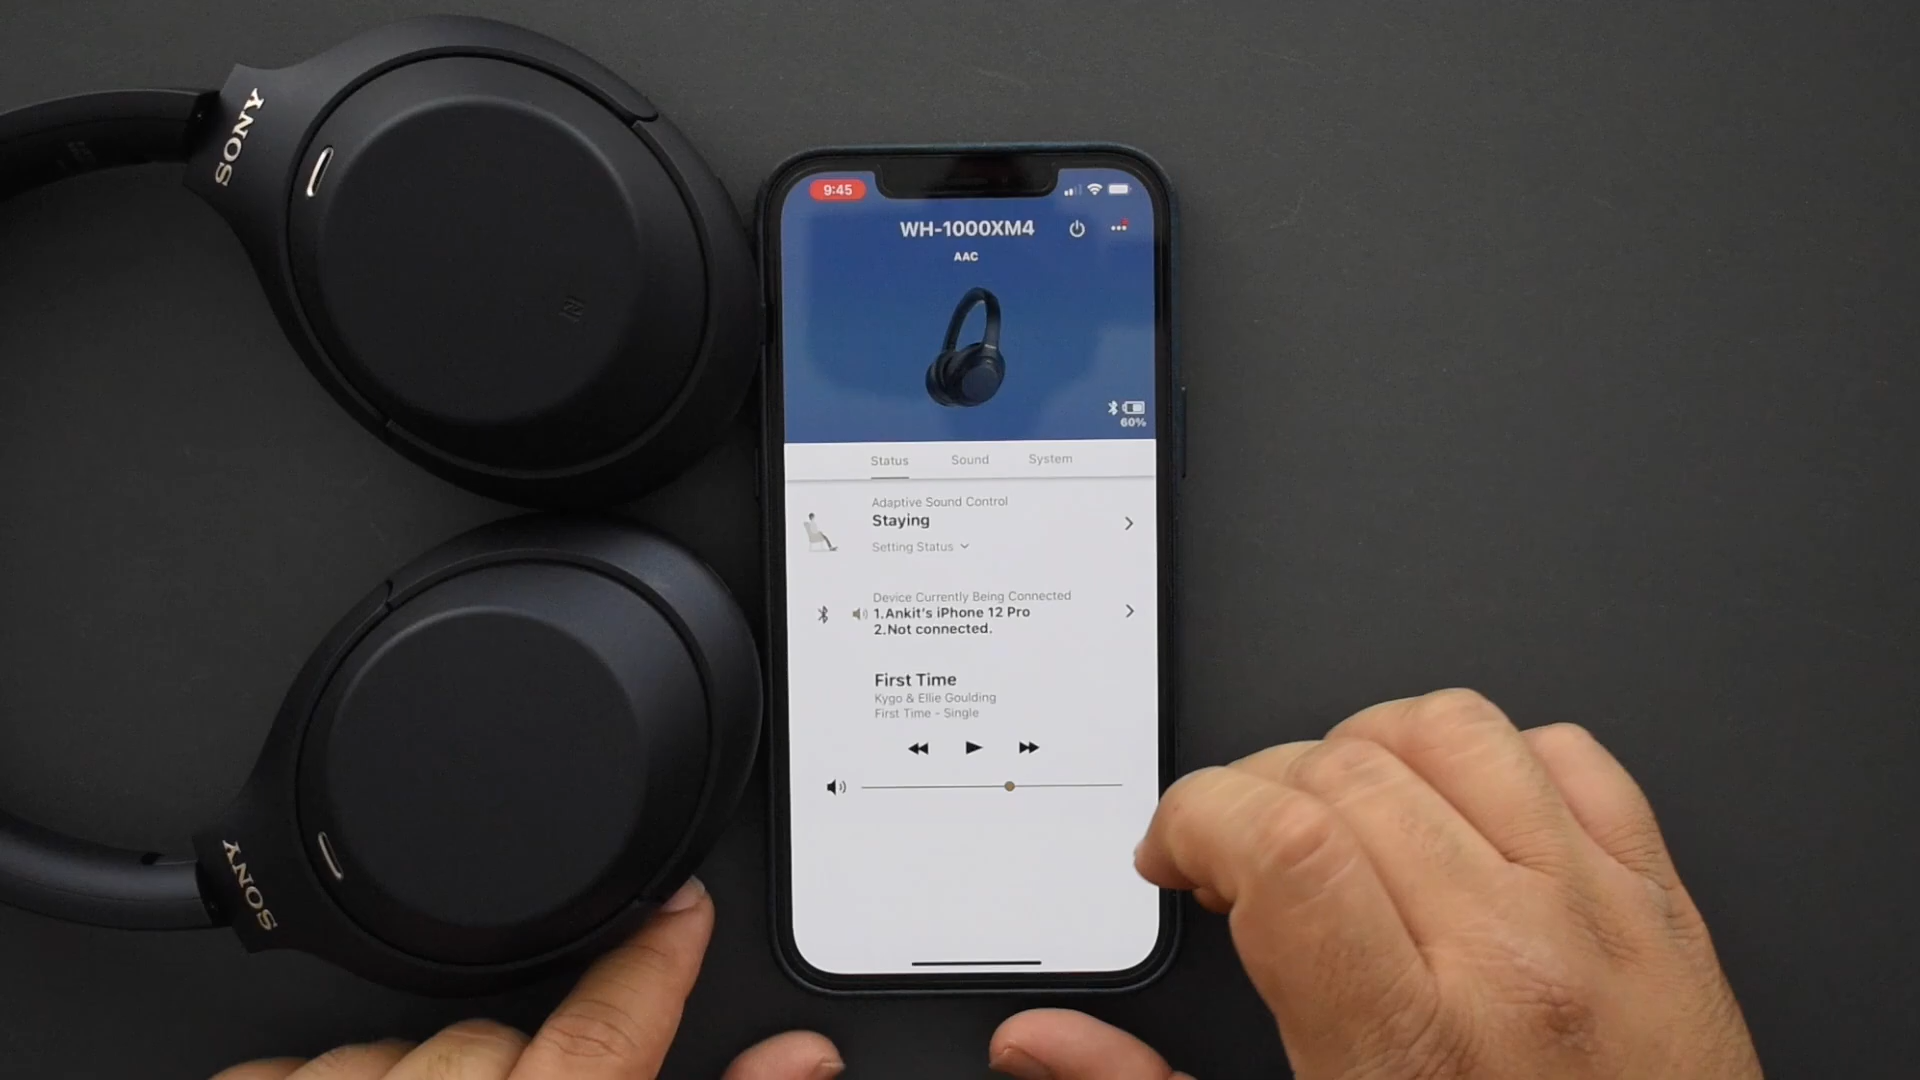 SONY
SONY
9:45
WH-1000XM4
AAC
60%
Status Sound System
Adaptive Sound Control
Staying
Setting Status
Device Currently Being Connected
1.Ankit's iPhone 12 Pro
2.Not connected.
First Time
Kygo & Ellie Goulding
First Time - Single